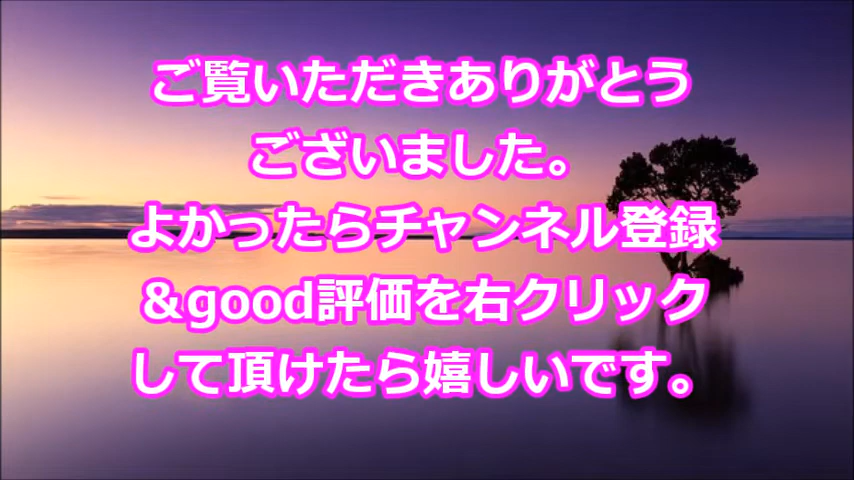 ご覧いただきありがとう
ございました。
よかったらチャンネル登録
＆good評価を右クリック
して頂けたら嬉しいです。